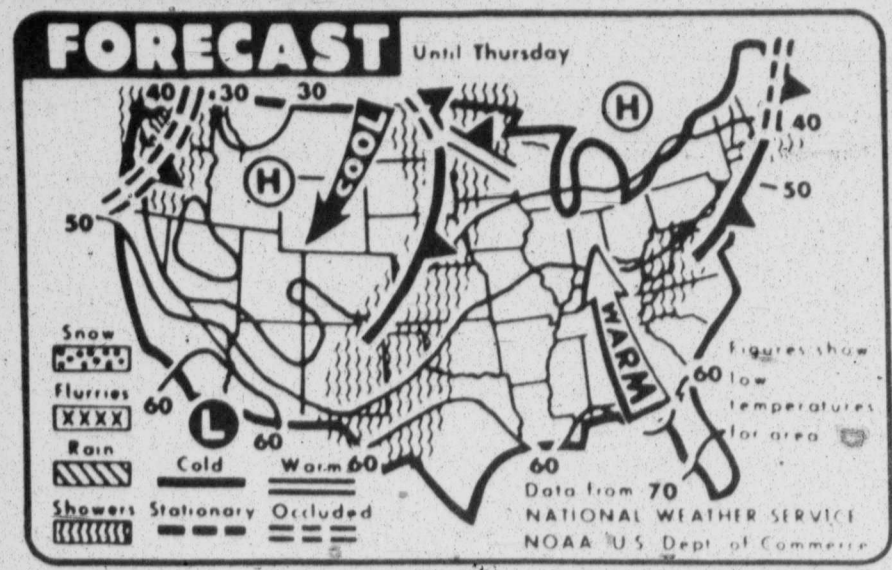 FORECAST
Until Thursday
40
30
30
H
40
COOL
H
50
50
WARM
Snow
Flurries
Rain
Showers
60
L
60
60
60
60
Cold
Warm
Stationary
Occluded
Figures show
low
temperatures
for area
70
Data from
NATIONAL WEATHER SERVICE
NOAA U.S. Dept. of Commerce